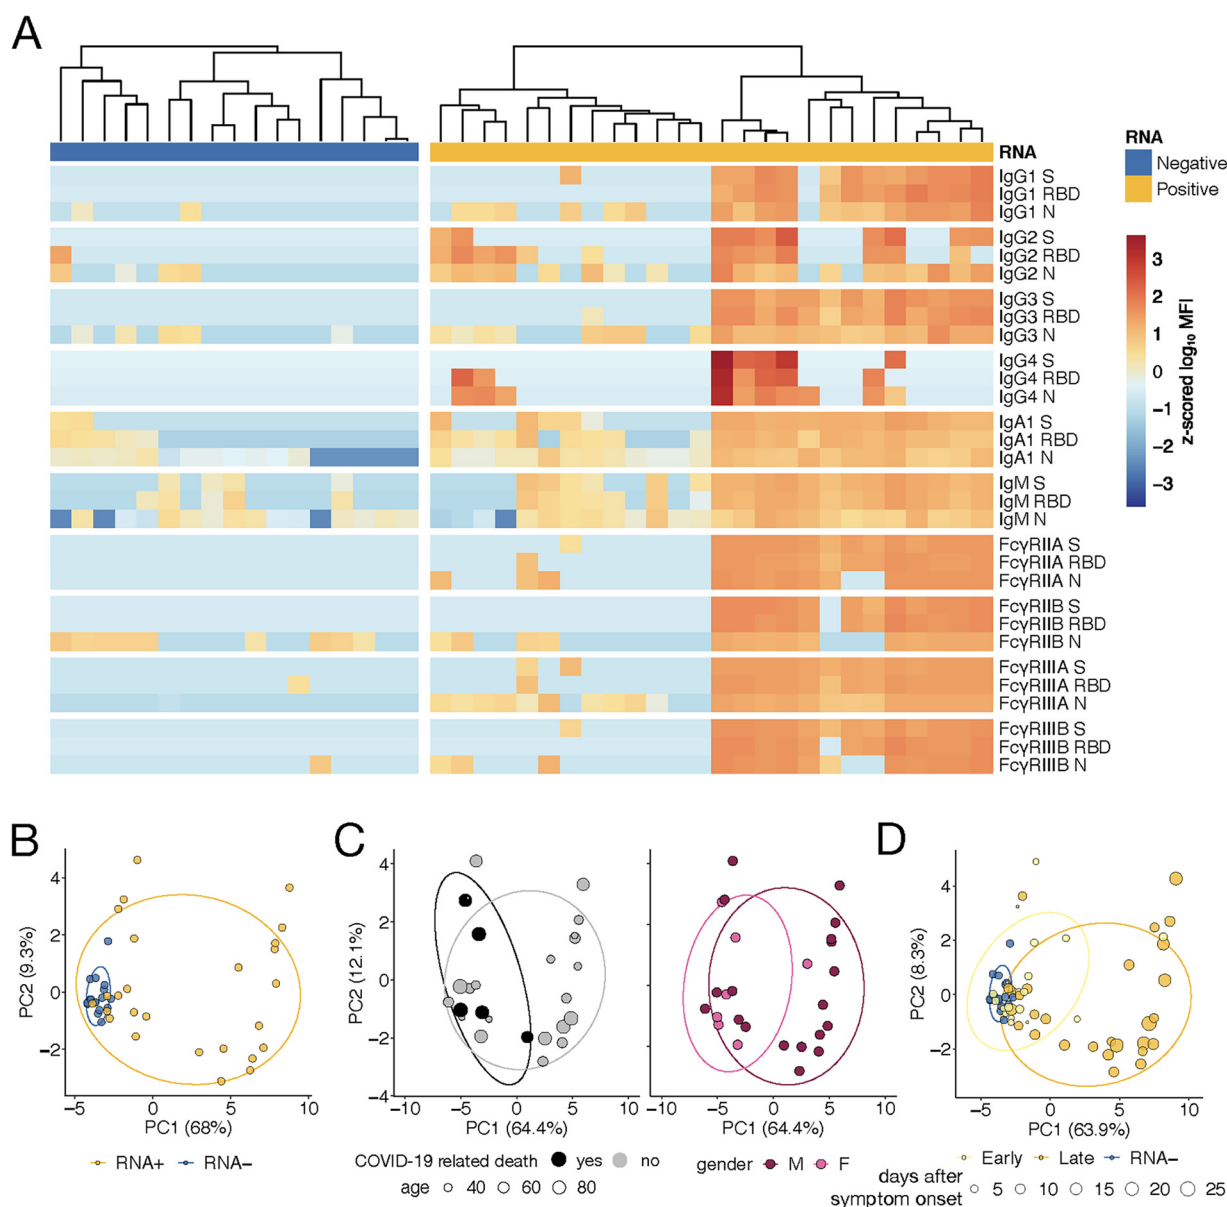 A
RNA
Negative
Positive
RNA
IgG1 S
IgG1 RBD
IgG1 N
IgG2 S
IgG2 RBD
IgG2 N
IgG3 S
IgG3 RBD
IgG3 N
IgG4 S
IgG4 RBD
IgG4 N
IgA1 S
IgA1 RBD
IgA1 N
IgM S
IgM RBD
IgM N
FcγRIIA S
FcγRIIA RBD
FcγRIIA N
FcγRIIB S
FcγRIIB RBD
FcγRIIB N
FcγRIIIA S
FcγRIIIA RBD
FcγRIIIA N
FcγRIIIB S
FcγRIIIB RBD
FcγRIIIB N
3
2
1
0
−1
−2
−3
z-scored log₁₀ MFI
B
PC2 (9.3%)
4
2
0
−2
−5 0 5 10
PC1 (68%)
RNA+ RNA−
C
PC2 (12.1%)
4
2
0
−2
−4
−10 −5 0 5 10
PC1 (64.4%)
−10 −5 0 5 10
PC1 (64.4%)
COVID-19 related death yes no
age 40 60 80
gender M F
D
PC2 (8.3%)
4
2
0
−2
−5 0 5 10
PC1 (63.9%)
Early Late RNA−
days after
symptom onset 5 10 15 20 25